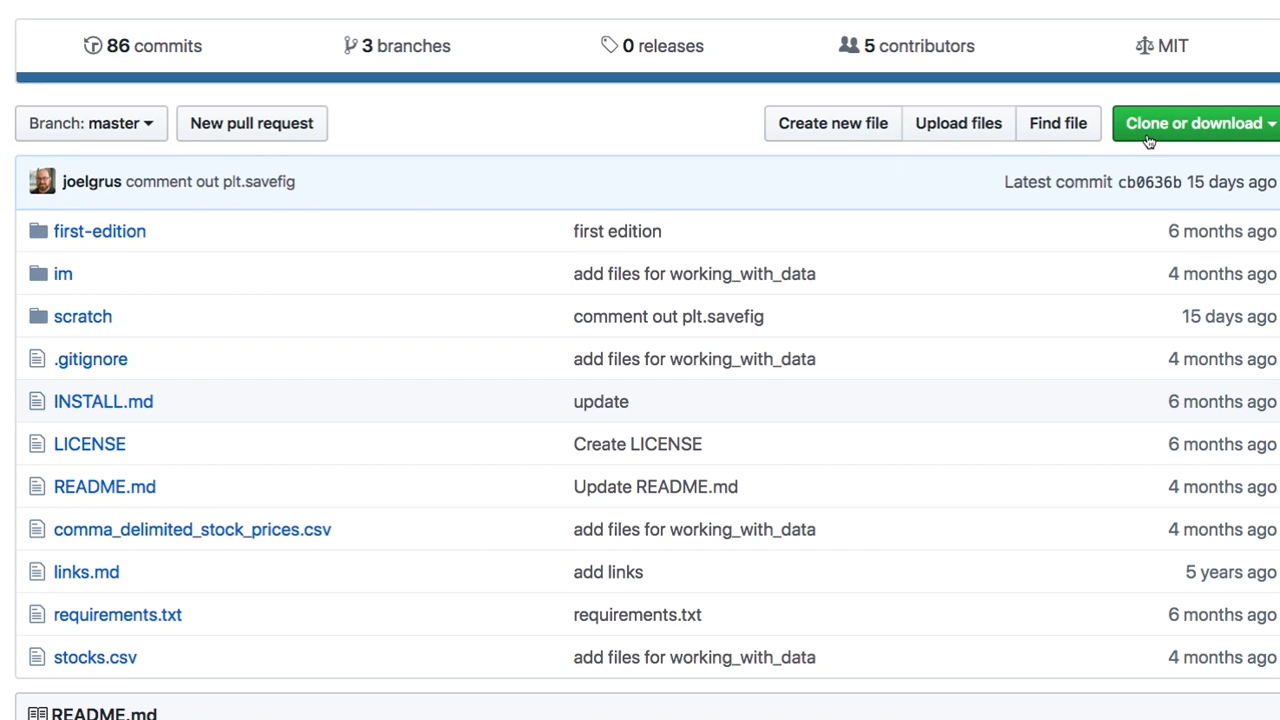 86 commits 3 branches 0 releases 5 contributors MIT
Branch: master New pull request Create new file Upload files Find file Clone or download
joelgrus comment out plt.savefig Latest commit cb0636b 15 days ago
first-edition first edition 6 months ago
im add files for working_with_data 4 months ago
scratch comment out plt.savefig 15 days ago
.gitignore add files for working_with_data 4 months ago
INSTALL.md update 6 months ago
LICENSE Create LICENSE 6 months ago
README.md Update README.md 4 months ago
comma_delimited_stock_prices.csv add files for working_with_data 4 months ago
links.md add links 5 years ago
requirements.txt requirements.txt 6 months ago
stocks.csv add files for working_with_data 4 months ago
README.md